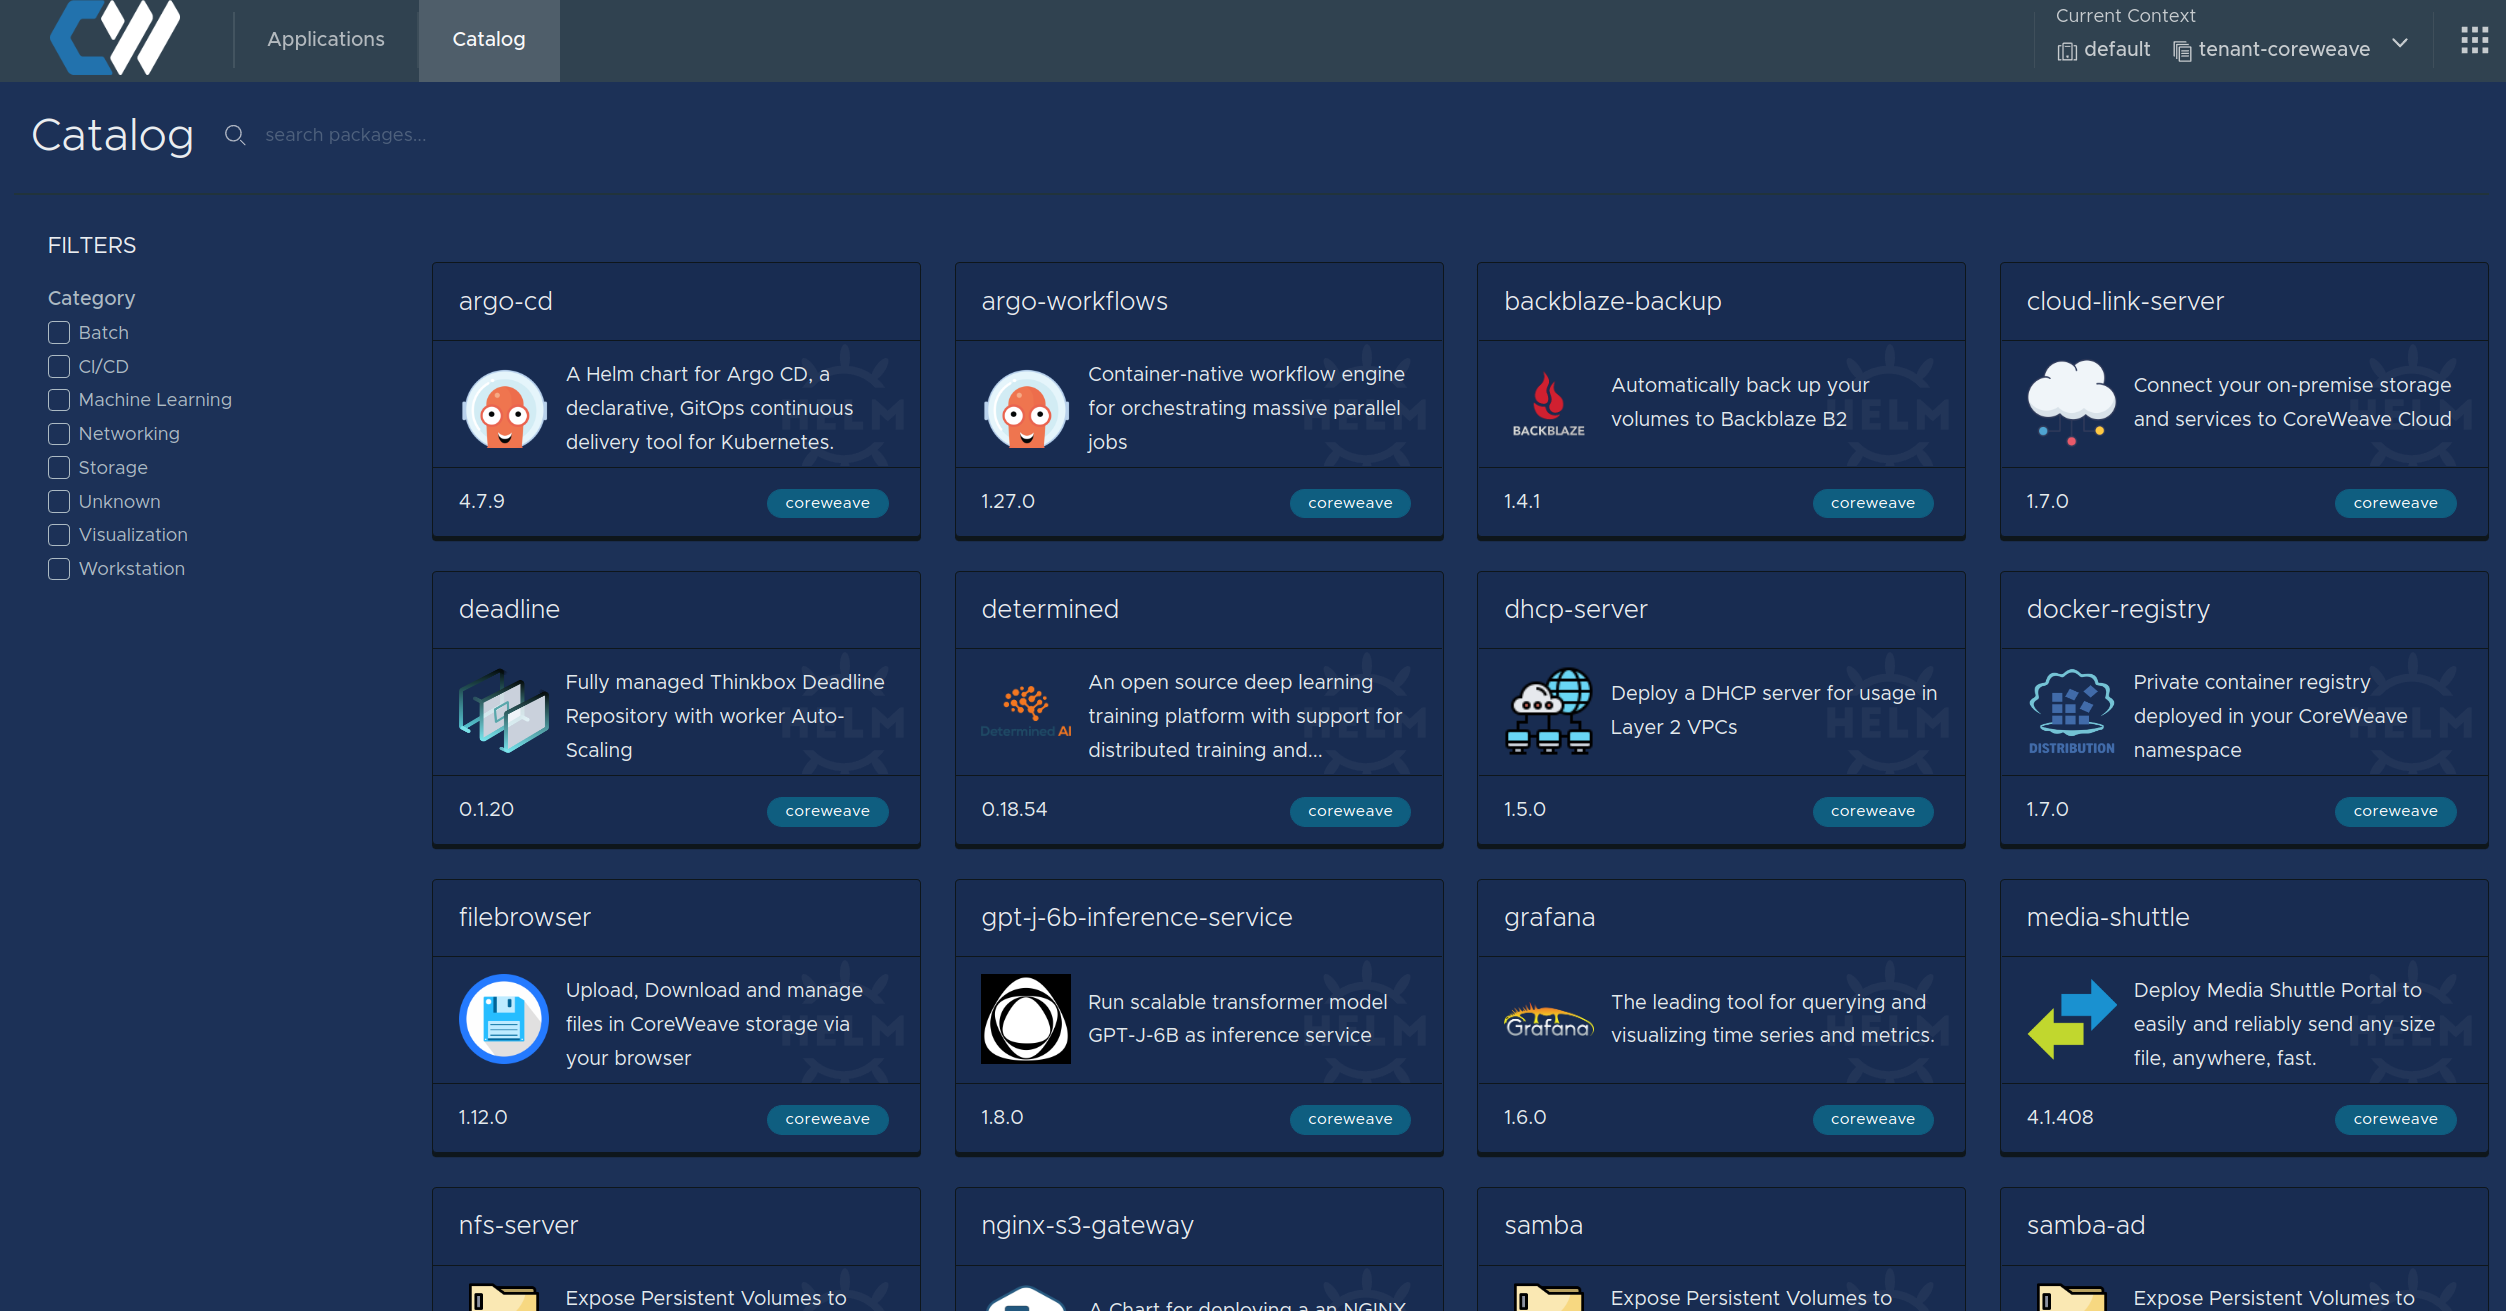 Applications
Catalog
Current Context
default
tenant-coreweave
Catalog
search packages...
FILTERS
Category
Batch
CI/CD
Machine Learning
Networking
Storage
Unknown
Visualization
Workstation
argo-cd
A Helm chart for Argo CD, a
declarative, GitOps continuous
delivery tool for Kubernetes.
HELM
4.7.9
coreweave
argo-workflows
Container-native workflow engine
for orchestrating massive parallel
jobs
HELM
1.27.0
coreweave
backblaze-backup
BACKBLAZE
Automatically back up your
volumes to Backblaze B2
HELM
1.4.1
coreweave
cloud-link-server
Connect your on-premise storage
and services to CoreWeave Cloud
HELM
1.7.0
coreweave
deadline
Fully managed Thinkbox Deadline
Repository with worker Auto-
Scaling
HELM
0.1.20
coreweave
determined
Determined AI
An open source deep learning
training platform with support for
distributed training and...
HELM
0.18.54
coreweave
dhcp-server
Deploy a DHCP server for usage in
Layer 2 VPCs
HELM
1.5.0
coreweave
docker-registry
DISTRIBUTION
Private container registry
deployed in your CoreWeave
namespace
HELM
1.7.0
coreweave
filebrowser
Upload, Download and manage
files in CoreWeave storage via
your browser
HELM
1.12.0
coreweave
gpt-j-6b-inference-service
Run scalable transformer model
GPT-J-6B as inference service
HELM
1.8.0
coreweave
grafana
Grafana
The leading tool for querying and
visualizing time series and metrics.
HELM
1.6.0
coreweave
media-shuttle
Deploy Media Shuttle Portal to
easily and reliably send any size
file, anywhere, fast.
HELM
4.1.408
coreweave
nfs-server
Expose Persistent Volumes to
nginx-s3-gateway
A Chart for deploying a an NGINX
samba
Expose Persistent Volumes to
samba-ad
Expose Persistent Volumes to